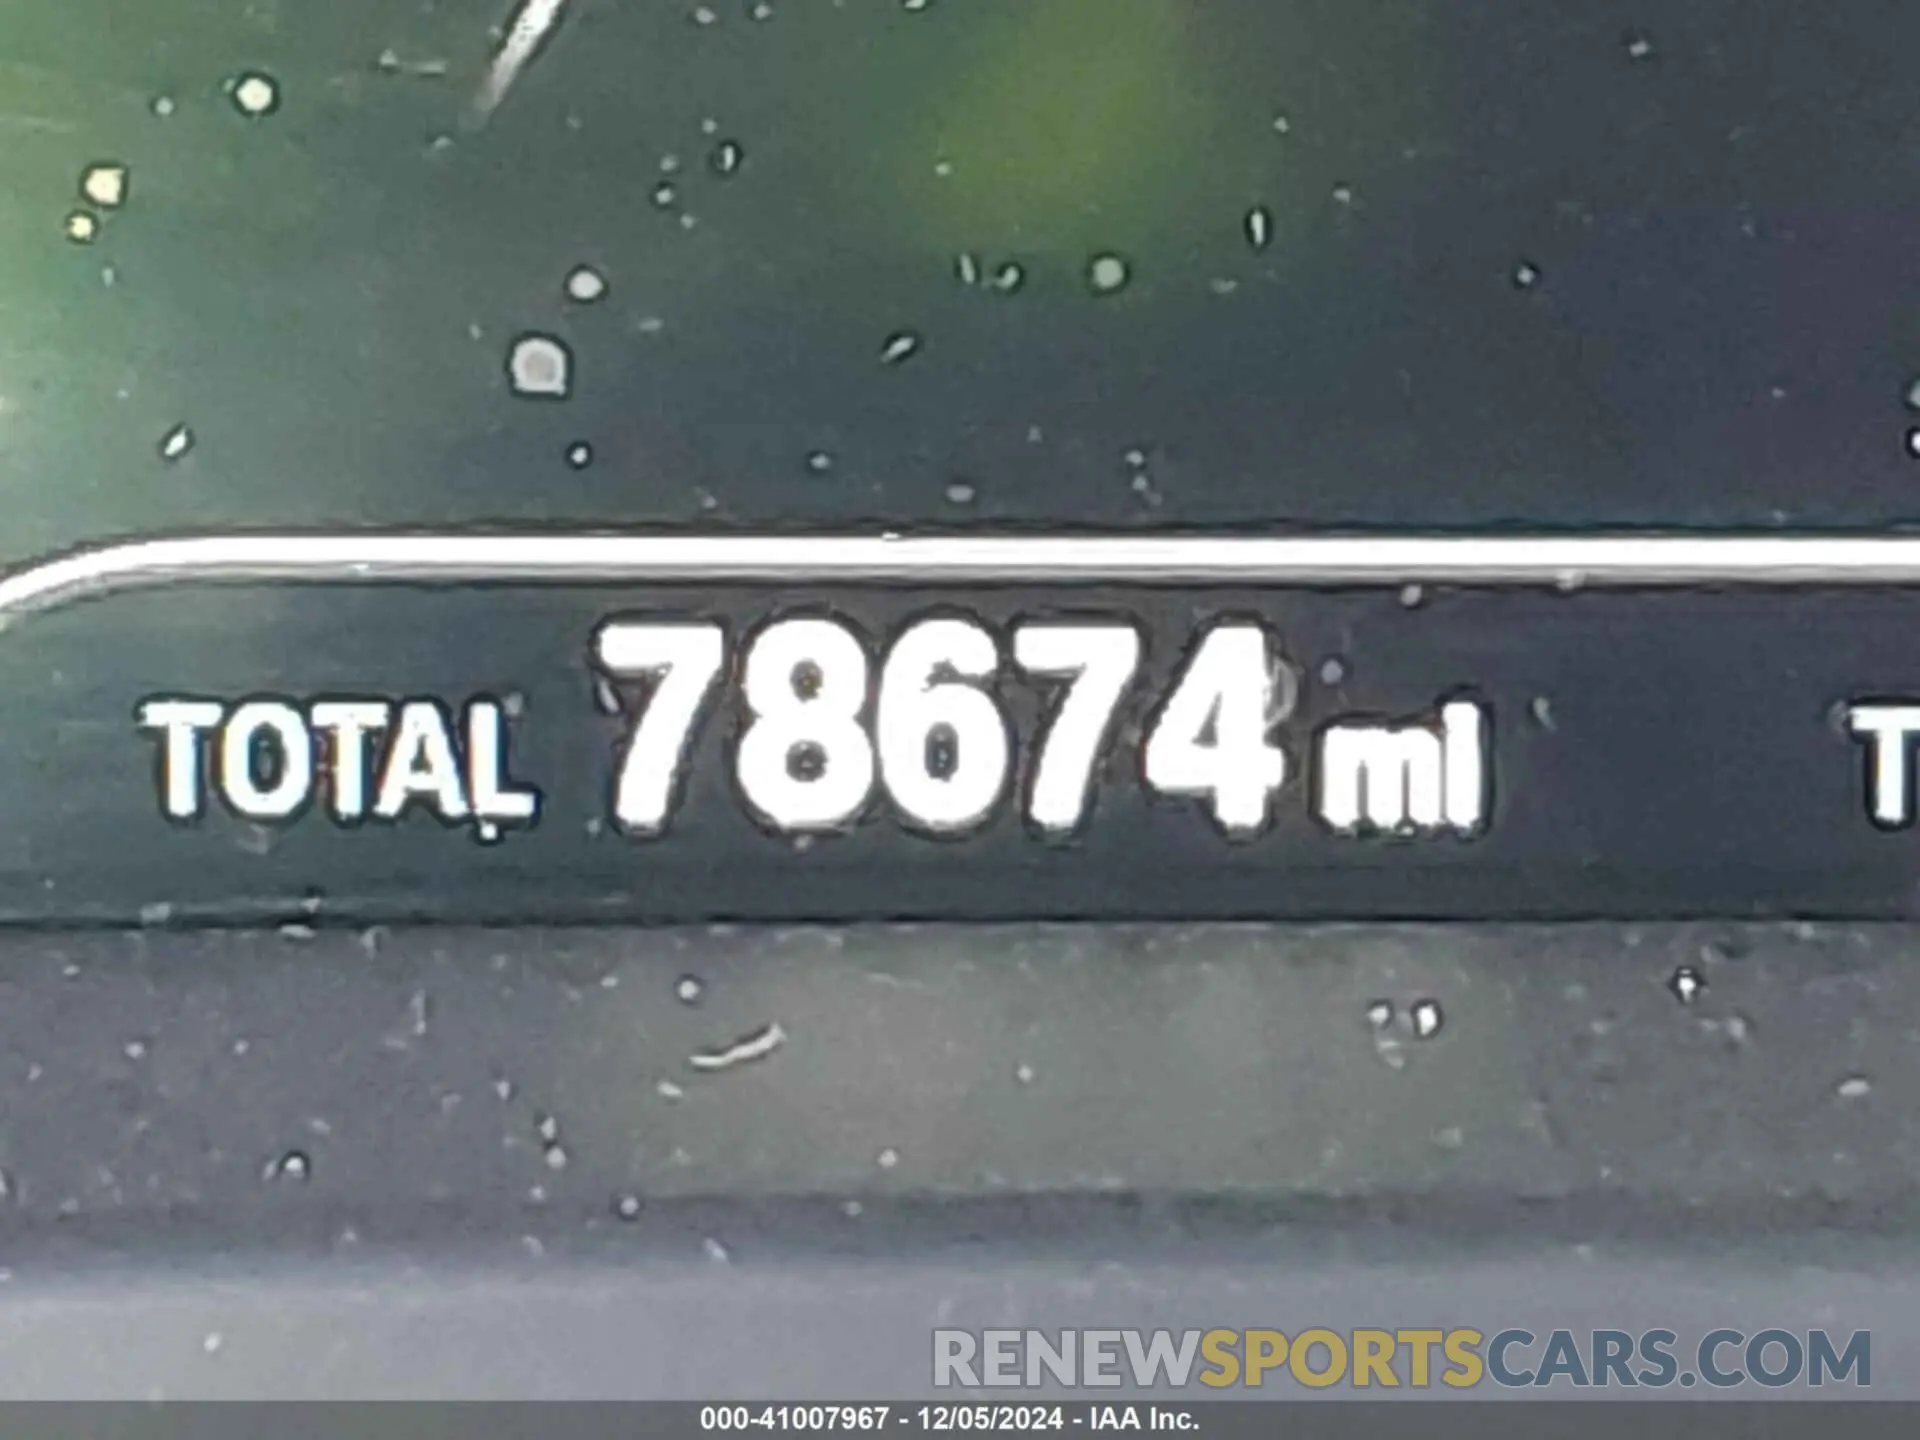 TOTAL 78674 mi T
RENEWSPORTSCARS.COM
000-41007967 - 12/05/2024 - IAA Inc.